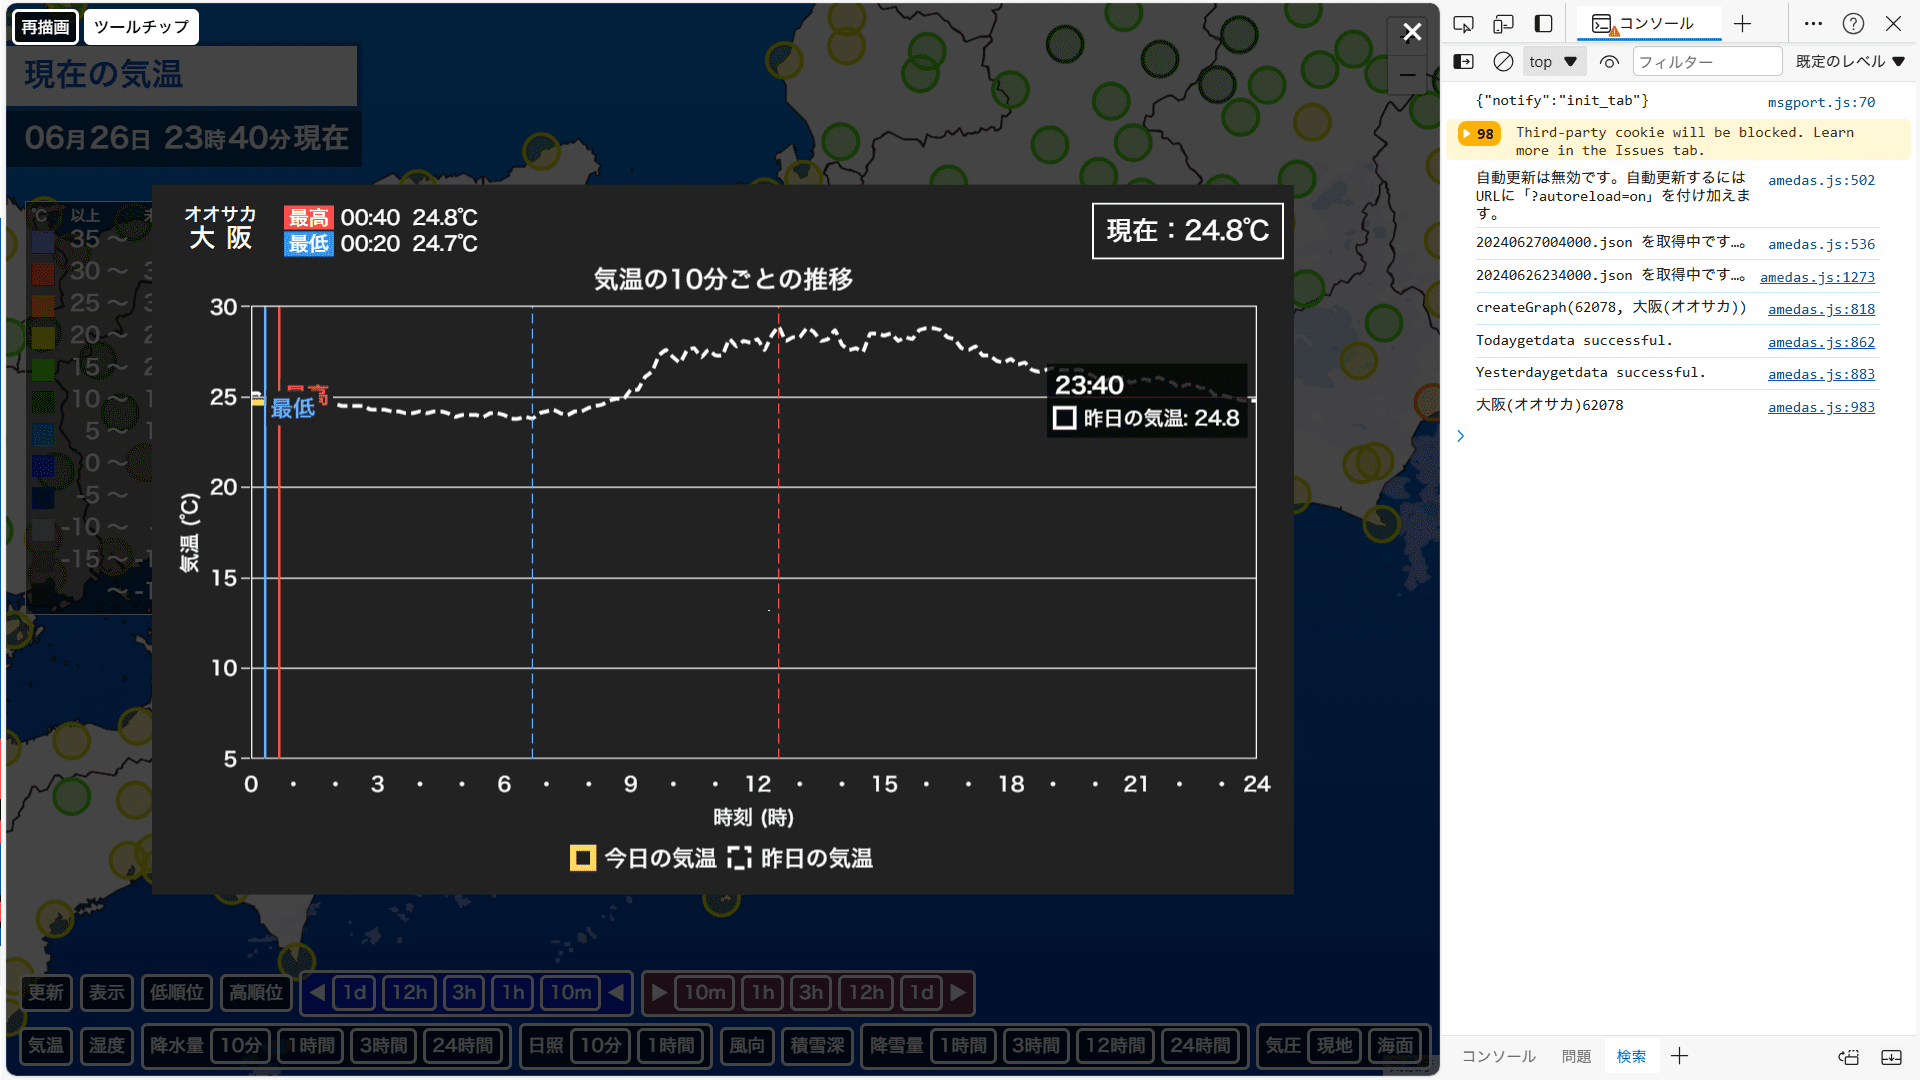 再描画 ツールチップ
現在の気温
06月26日 23時40分現在
℃ 以上
35 ～
30 ～
25 ～
20 ～
15 ～
10 ～
5 ～
0 ～
-5 ～
-10 ～
-15 ～
～
オオサカ
大 阪
最高 00:40 24.8℃
最低 00:20 24.7℃
現在：24.8℃
気温の10分ごとの推移
30
25
20
15
10
5
気温 (℃)
最高
最低
23:40
昨日の気温: 24.8
0 ・ ・ 3 ・ ・ 6 ・ ・ 9 ・ ・ 12 ・ ・ 15 ・ ・ 18 ・ ・ 21 ・ ・ 24
時刻 (時)
今日の気温 昨日の気温
更新 表示 低順位 高順位 ◀ 1d 12h 3h 1h 10m ◀ ▶ 10m 1h 3h 12h 1d ▶
気温 湿度 降水量 10分 1時間 3時間 24時間 日照 10分 1時間 風向 積雪深 降雪量 1時間 3時間 12時間 24時間 気圧 現地 海面
コンソール
top ▼ フィルター 既定のレベル ▼
{"notify":"init_tab"} msgport.js:70
98 Third-party cookie will be blocked. Learn
more in the Issues tab.
自動更新は無効です。自動更新するには amedas.js:502
URLに「?autoreload=on」を付け加えま
す。
20240627004000.json を取得中です…。 amedas.js:536
20240626234000.json を取得中です…。 amedas.js:1273
createGraph(62078, 大阪(オオサカ)) amedas.js:818
Todaygetdata successful. amedas.js:862
Yesterdaygetdata successful. amedas.js:883
大阪(オオサカ)62078 amedas.js:983
コンソール 問題 検索